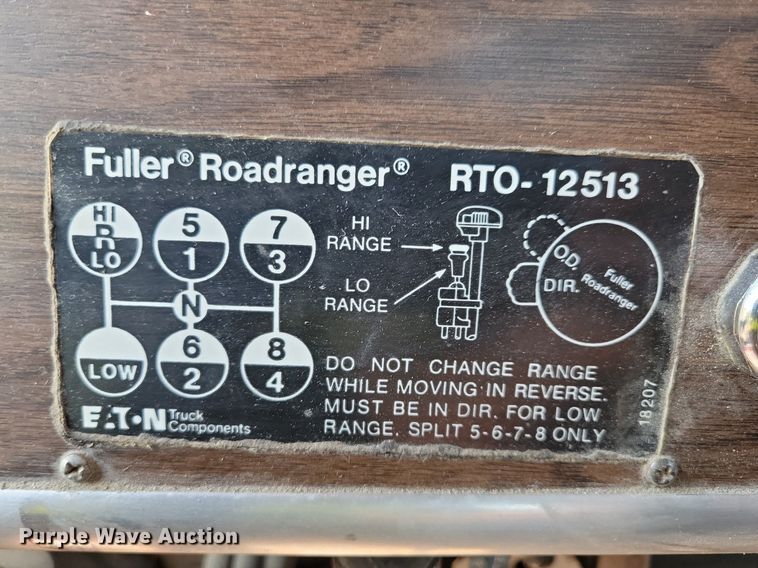 Fuller® Roadranger® RTO-12513
HI
R
LO
5
1
7
3
N
LOW
6
2
8
4
HI
RANGE
LO
RANGE
O.D.
DIR.
Fuller
Roadranger
DO NOT CHANGE RANGE
WHILE MOVING IN REVERSE.
MUST BE IN DIR. FOR LOW
RANGE. SPLIT 5-6-7-8 ONLY
18207
EATON Truck
Components
Purple Wave Auction